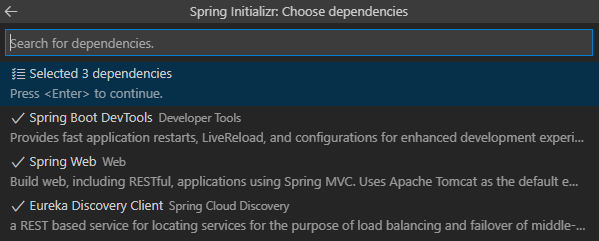 Spring Initializr: Choose dependencies
Search for dependencies.
Selected 3 dependencies
Press <Enter> to continue.
Spring Boot DevTools Developer Tools
Provides fast application restarts, LiveReload, and configurations for enhanced development experi...
Spring Web Web
Build web, including RESTful, applications using Spring MVC. Uses Apache Tomcat as the default e...
Eureka Discovery Client Spring Cloud Discovery
a REST based service for locating services for the purpose of load balancing and failover of middle-...